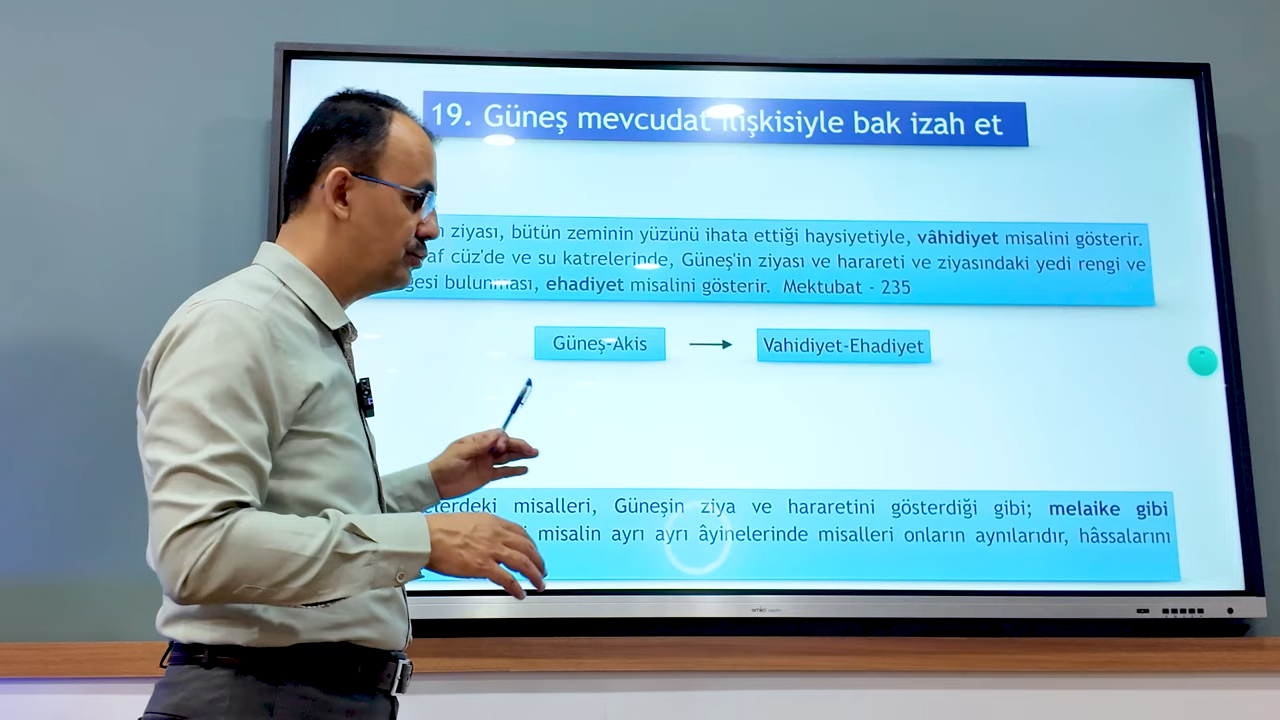 19. Güneş mevcudat ilişkisiyle bak izah et
ziyası, bütün zeminin yüzünü ihata ettiği haysiyetiyle, vâhidiyet misalini gösterir.
cüz'de ve su katrelerinde, Güneş'in ziyası ve harareti ve ziyasındaki yedi rengi ve
bulunması, ehadiyet misalini gösterir. Mektubat - 235
Güneş-Akis
Vahidiyet-Ehadiyet
misalleri, Güneşin ziya ve hararetini gösterdiği gibi; melaike gibi
misalin ayrı ayrı âyinelerinde misalleri onların aynılarıdır, hâssalarını